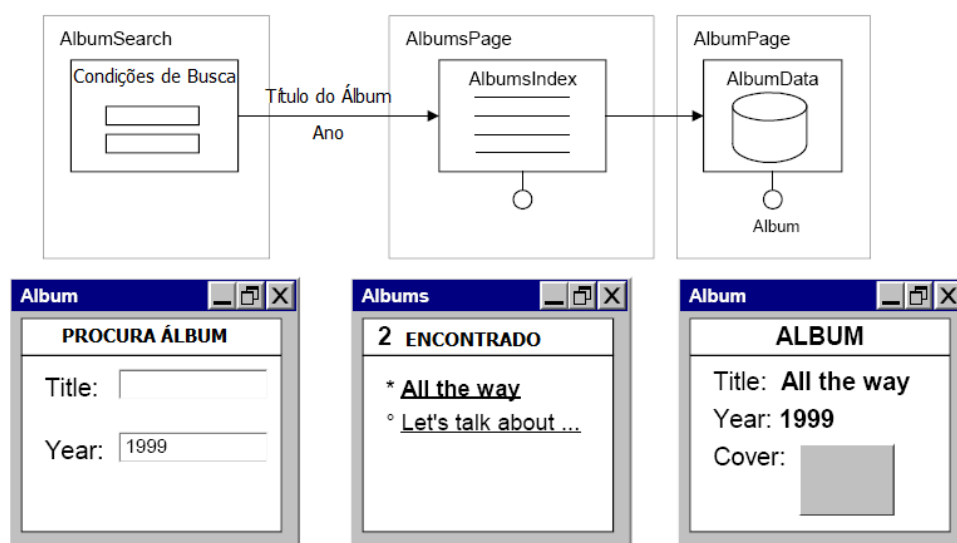 AlbumSearch
Condições de Busca
Título do Álbum
Ano
AlbumsPage
AlbumsIndex
AlbumPage
AlbumData
Album
Album
PROCURA ÁLBUM
Title:
Year: 1999
Albums
2 ENCONTRADO
* All the way
° Let's talk about ...
Album
ALBUM
Title: All the way
Year: 1999
Cover: